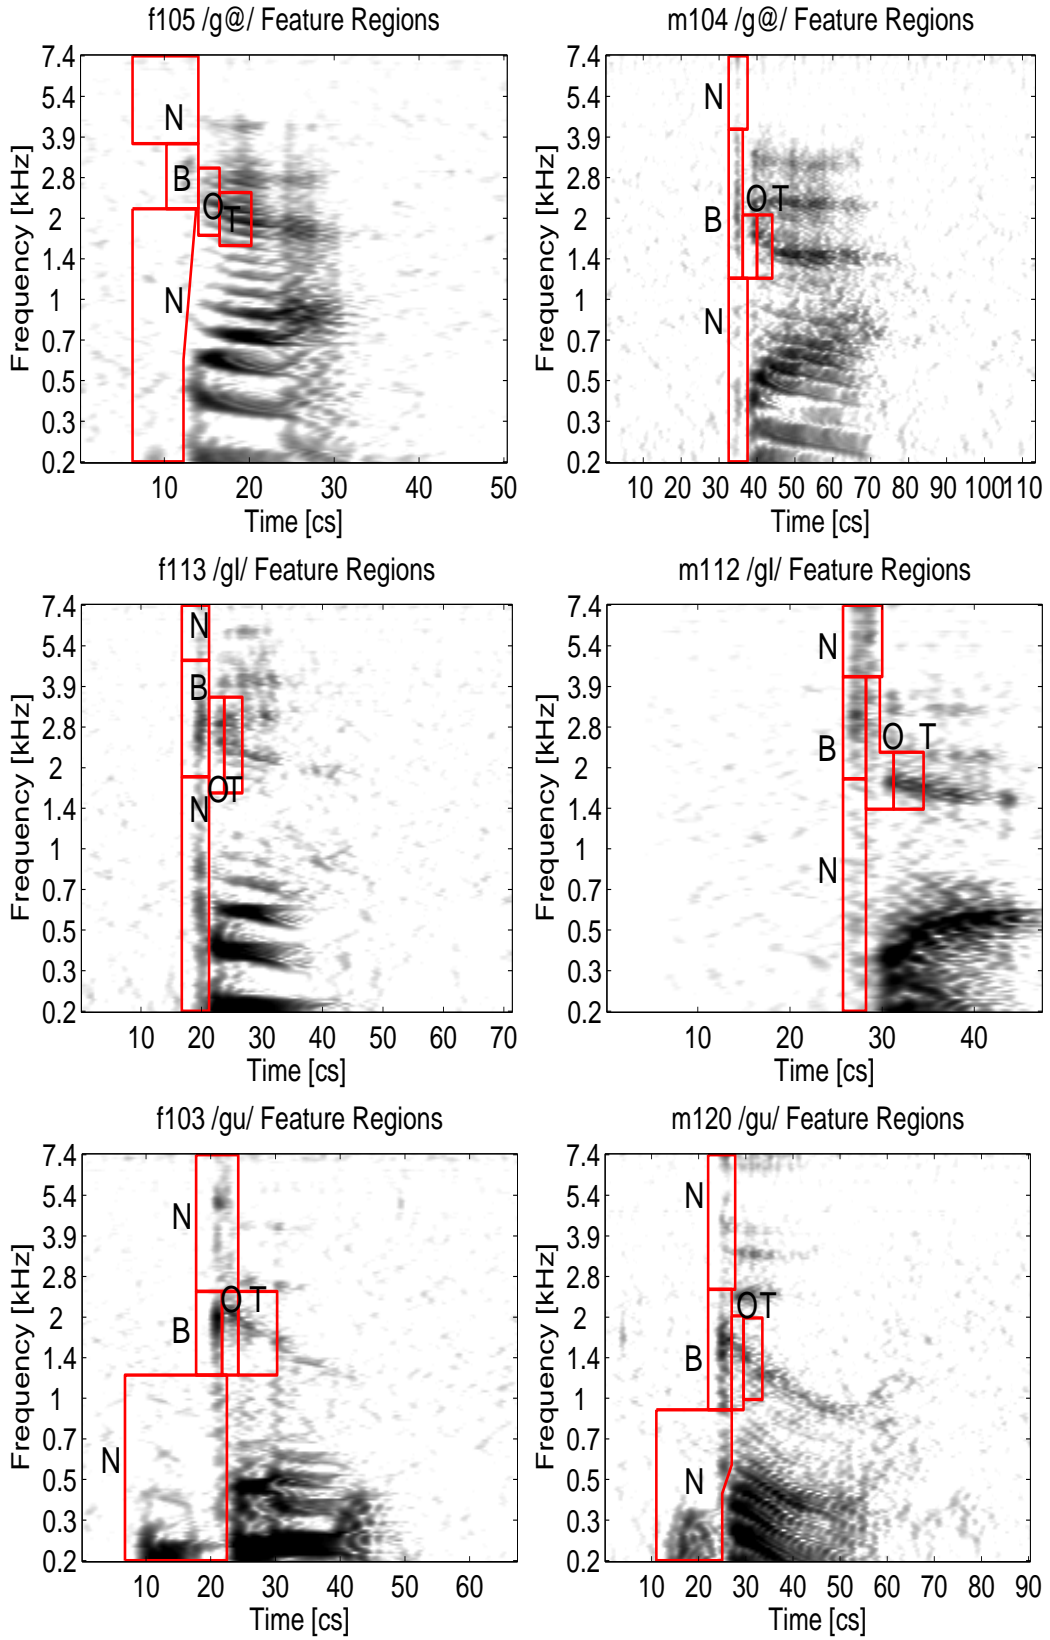 f105 /g@/ Feature Regions
7.4
5.4
3.9
2.8
2
1.4
1
0.7
0.5
0.3
0.2
Frequency [kHz]
N
B
O
T
N
10 20 30 40 50
Time [cs]
m104 /g@/ Feature Regions
7.4
5.4
3.9
2.8
2
1.4
1
0.7
0.5
0.3
0.2
Frequency [kHz]
N
O T
B
N
10 20 30 40 50 60 70 80 90 100 110
Time [cs]
f113 /gI/ Feature Regions
7.4
5.4
3.9
2.8
2
1.4
1
0.7
0.5
0.3
0.2
Frequency [kHz]
N
B
OT
N
10 20 30 40 50 60 70
Time [cs]
m112 /gI/ Feature Regions
7.4
5.4
3.9
2.8
2
1.4
1
0.7
0.5
0.3
0.2
Frequency [kHz]
N
O T
B
N
10 20 30 40
Time [cs]
f103 /gu/ Feature Regions
7.4
5.4
3.9
2.8
2
1.4
1
0.7
0.5
0.3
0.2
Frequency [kHz]
N
O T
B
N
10 20 30 40 50 60
Time [cs]
m120 /gu/ Feature Regions
7.4
5.4
3.9
2.8
2
1.4
1
0.7
0.5
0.3
0.2
Frequency [kHz]
N
OT
B
N
10 20 30 40 50 60 70 80 90
Time [cs]